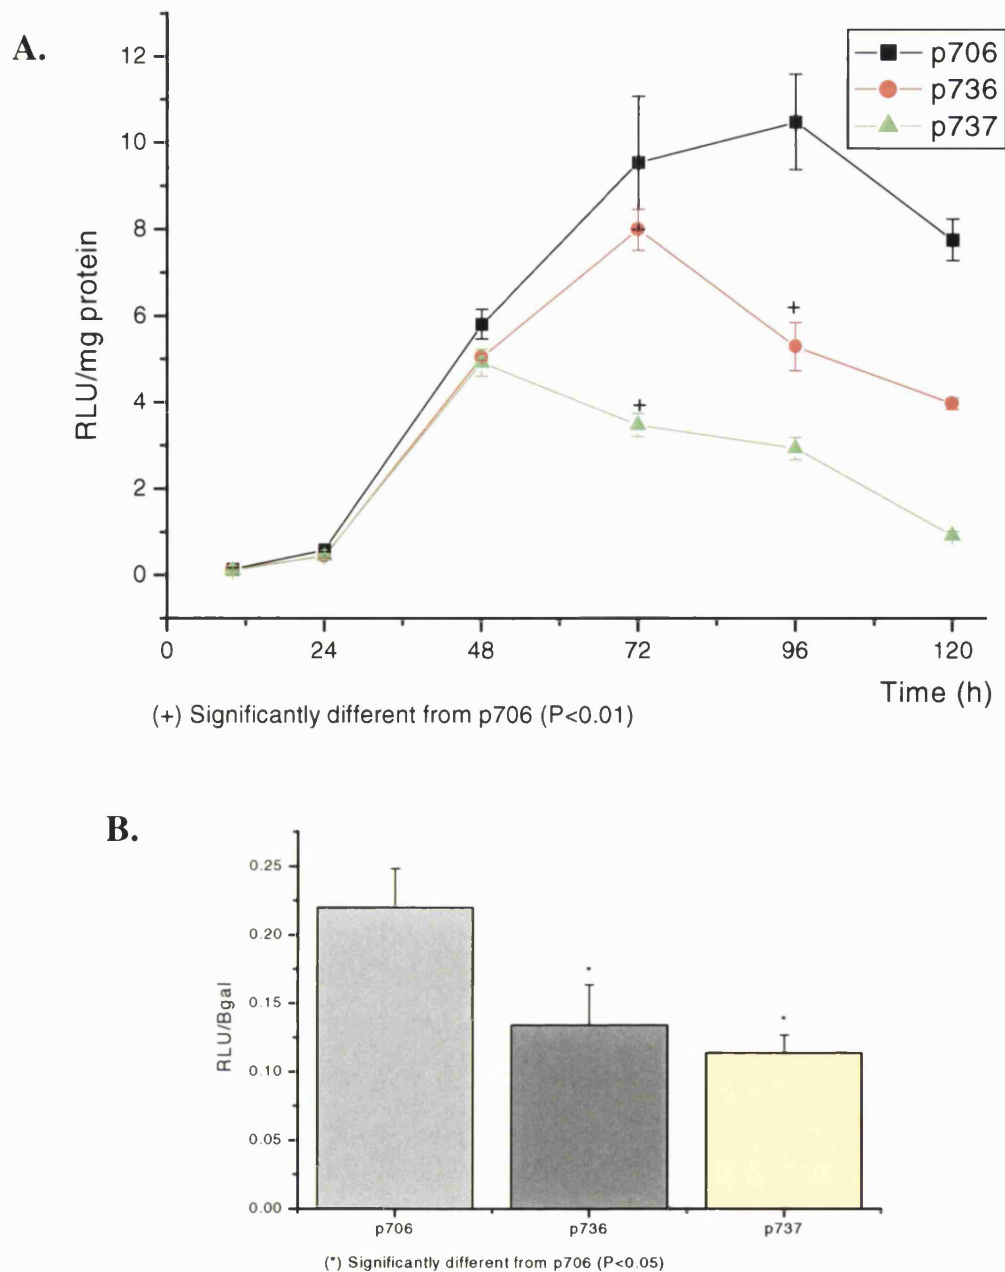 A.
RLU/mg protein
12
10
8
6
4
2
0
p706
p736
p737
+
+
+
0 24 48 72 96 120
Time (h)
(+) Significantly different from p706 (P<0.01)
B.
RLU/Bgal
0.25
0.20
0.15
0.10
0.05
0.00
*
*
p706 p736 p737
(*) Significantly different from p706 (P<0.05)